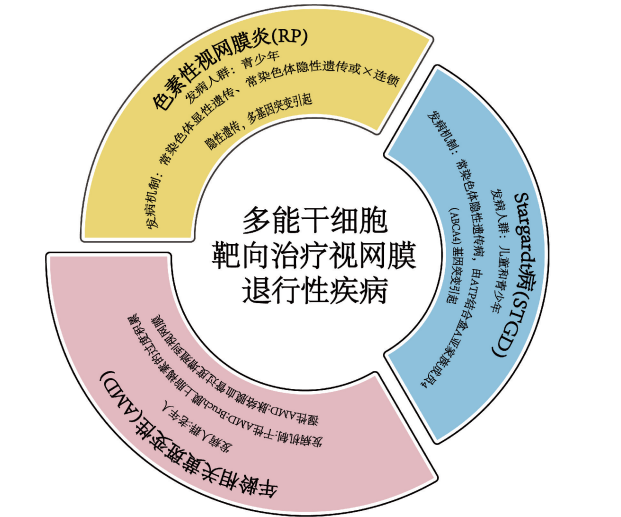 色素性视网膜炎(RP)
发病人群：青少年
发病机制：常染色体显性遗传、常染色体隐性遗传或×连锁
隐性遗传，多基因突变引起
Stargardt病(STGD)
发病人群：儿童和青少年
发病机制：常染色体隐性遗传病，由ATP结合盒A亚家族成员4
(ABCA4)基因突变引起
多能干细胞
靶向治疗视网膜
退行性疾病
年龄相关黄斑变性(AMD)
发病人群:老年人
发病机制:干性AMD:Bruch膜上脂褐素的过度积累
湿性AMD:脉络膜血管过度增殖到视网膜